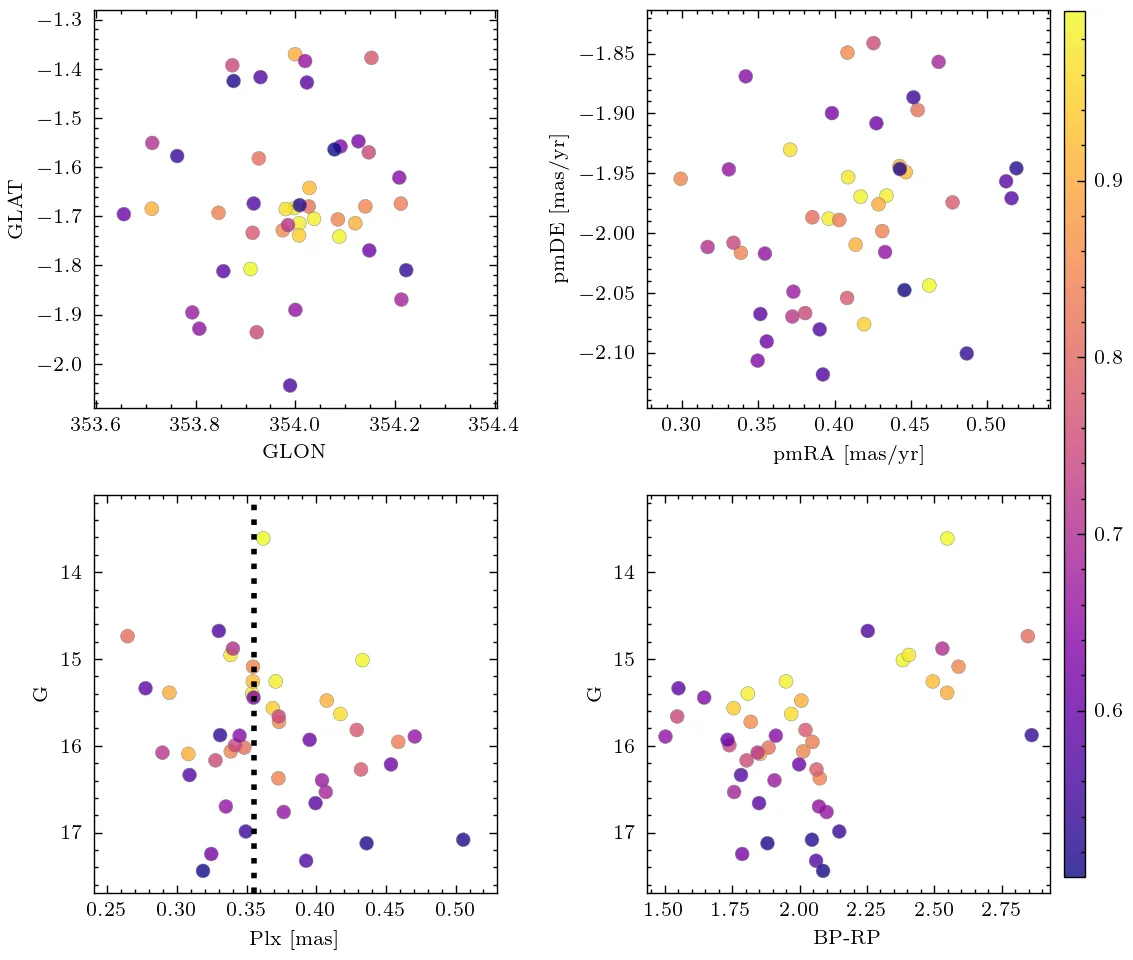 −1.3
−1.4
−1.5
−1.6
−1.7
−1.8
−1.9
−2.0
GLAT
353.6 353.8 354.0 354.2 354.4
GLON
−1.85
−1.90
−1.95
−2.00
−2.05
−2.10
pmDE [mas/yr]
0.30 0.35 0.40 0.45 0.50
pmRA [mas/yr]
0.9
0.8
0.7
0.6
14
15
16
17
G
0.25 0.30 0.35 0.40 0.45 0.50
Plx [mas]
14
15
16
17
G
1.50 1.75 2.00 2.25 2.50 2.75
BP-RP